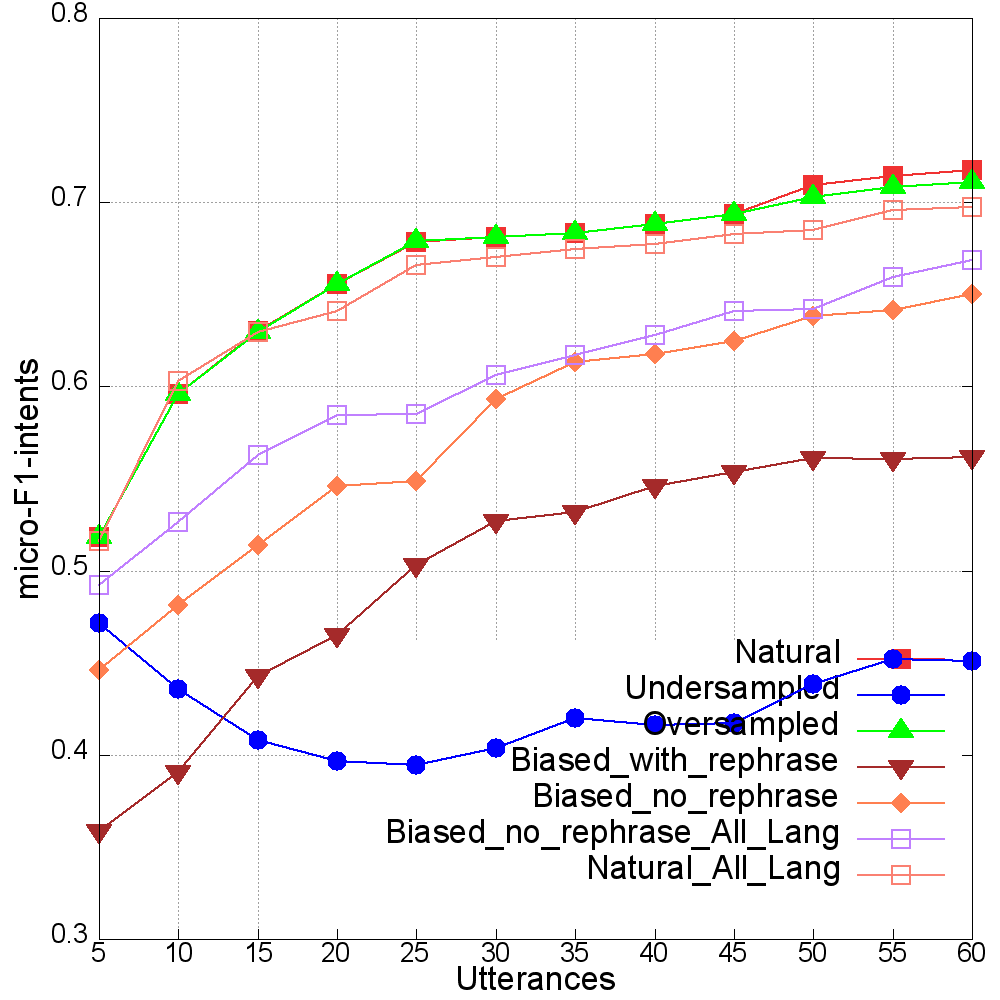 0.8
0.7
0.6
0.5
0.4
0.3
micro-F1-intents
Natural
Undersampled
Oversampled
Biased_with_rephrase
Biased_no_rephrase
Biased_no_rephrase_All_Lang
Natural_All_Lang
5 10 15 20 25 30 35 40 45 50 55 60
Utterances